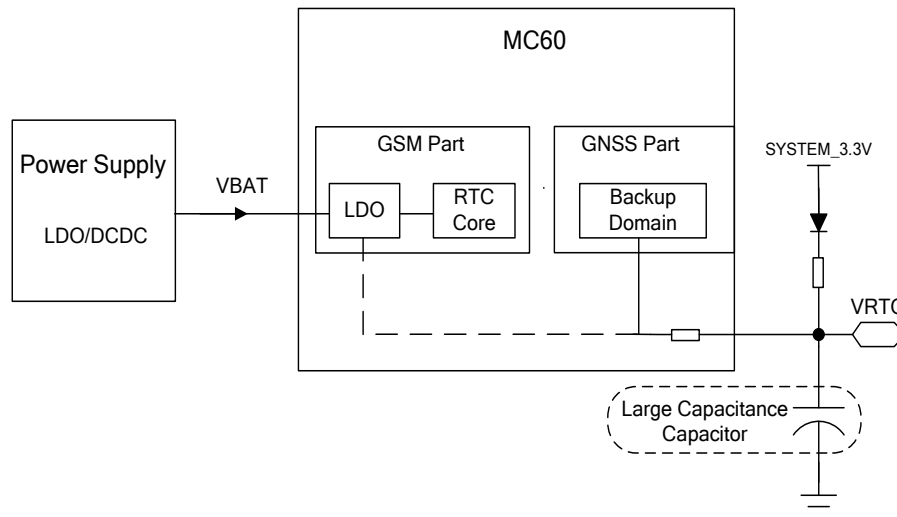 MC60
Power Supply
LDO/DCDC
VBAT
GSM Part
LDO
RTC
Core
GNSS Part
Backup
Domain
SYSTEM_3.3V
VRTC
Large Capacitance
Capacitor